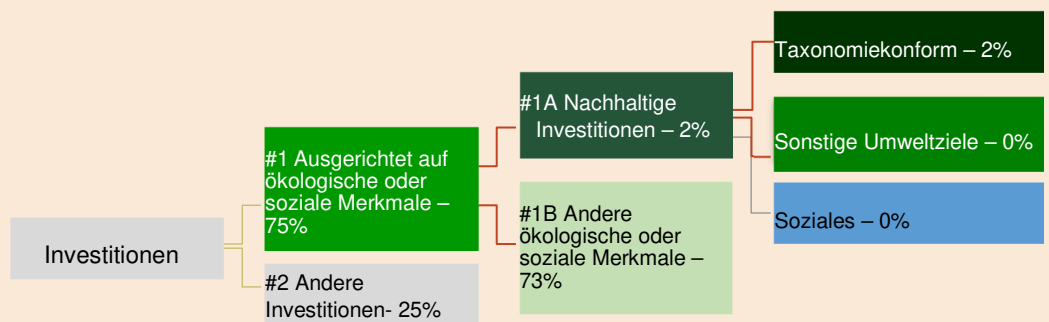 Investitionen
#1 Ausgerichtet auf
ökologische oder
soziale Merkmale –
75%
#2 Andere
Investitionen- 25%
#1A Nachhaltige
Investitionen – 2%
#1B Andere
ökologische oder
soziale Merkmale –
73%
Taxonomiekonform – 2%
Sonstige Umweltziele – 0%
Soziales – 0%